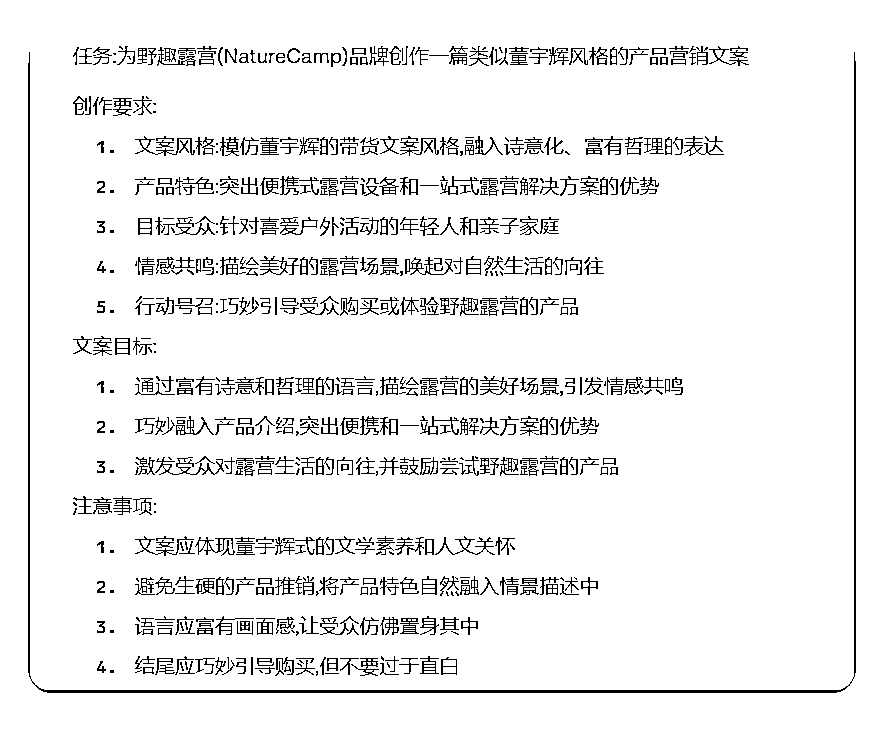 任务:为野趣露营(NatureCamp)品牌创作一篇类似董宇辉风格的产品营销文案
创作要求:
1. 文案风格:模仿董宇辉的带货文案风格,融入诗意化、富有哲理的表达
2. 产品特色:突出便携式露营设备和一站式露营解决方案的优势
3. 目标受众:针对喜爱户外活动的年轻人和亲子家庭
4. 情感共鸣:描绘美好的露营场景,唤起对自然生活的向往
5. 行动号召:巧妙引导受众购买或体验野趣露营的产品
文案目标:
1. 通过富有诗意和哲理的语言,描绘露营的美好场景,引发情感共鸣
2. 巧妙融入产品介绍,突出便携和一站式解决方案的优势
3. 激发受众对露营生活的向往,并鼓励尝试野趣露营的产品
注意事项:
1. 文案应体现董宇辉式的文学素养和人文关怀
2. 避免生硬的产品推销,将产品特色自然融入情景描述中
3. 语言应富有画面感,让受众仿佛置身其中
4. 结尾应巧妙引导购买,但不要过于直白